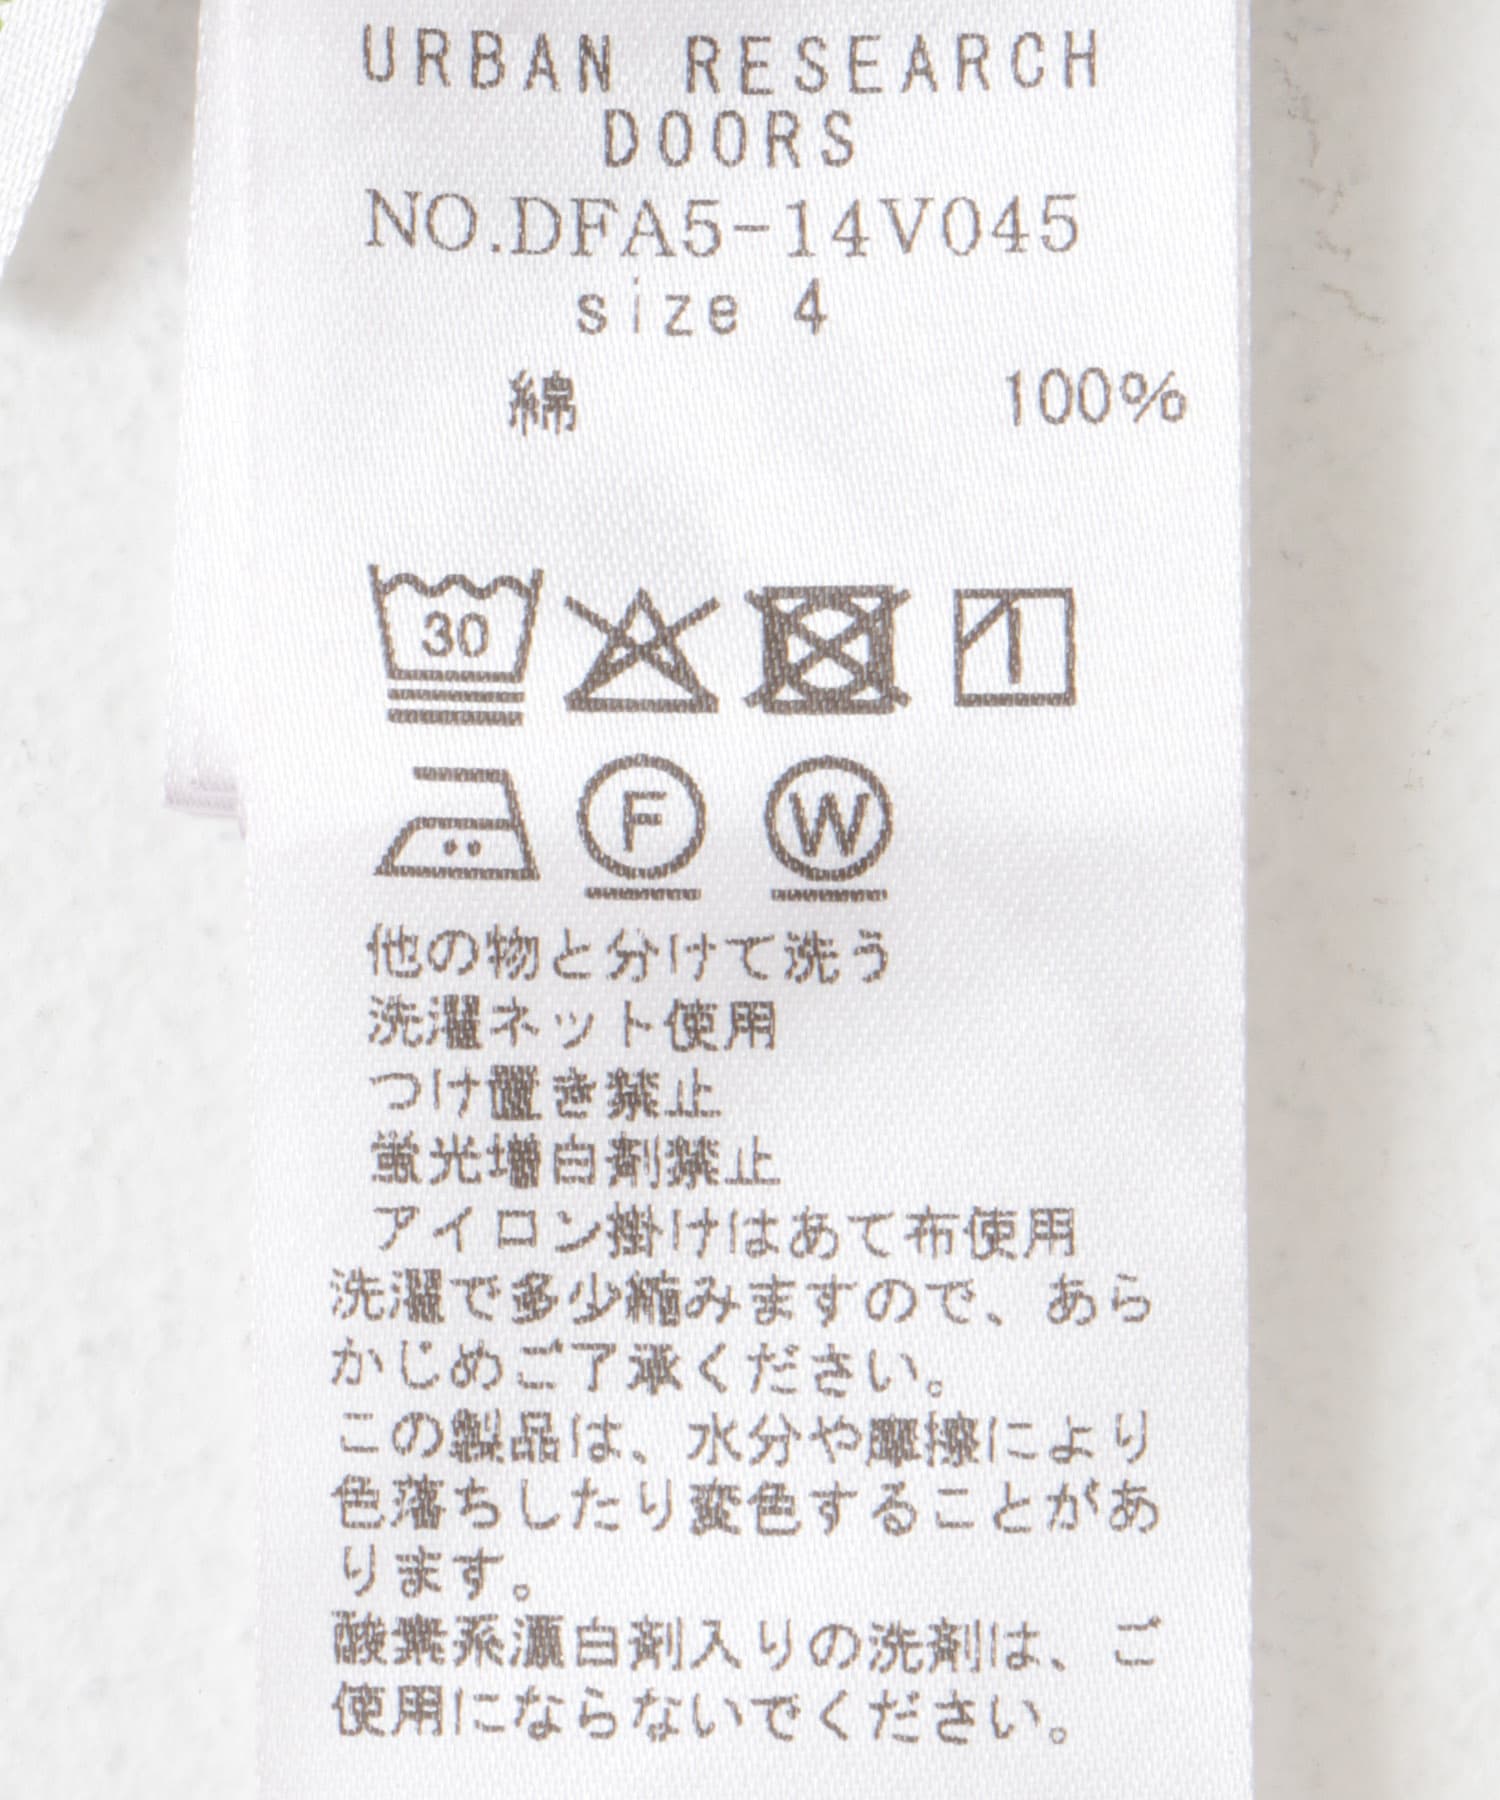 URBAN RESEARCH
DOORS
NO.DFA5-14V045
size 4
綿 100%
30
F W
他の物と分けて洗う
洗濯ネット使用
つけ置き禁止
蛍光増白剤禁止
アイロン掛けはあて布使用
洗濯で多少縮みますので、あら
かじめご了承ください。
この製品は、水分や摩擦により
色落ちしたり変色することがあ
ります。
酸素系漂白剤入りの洗剤は、ご
使用にならないでください。